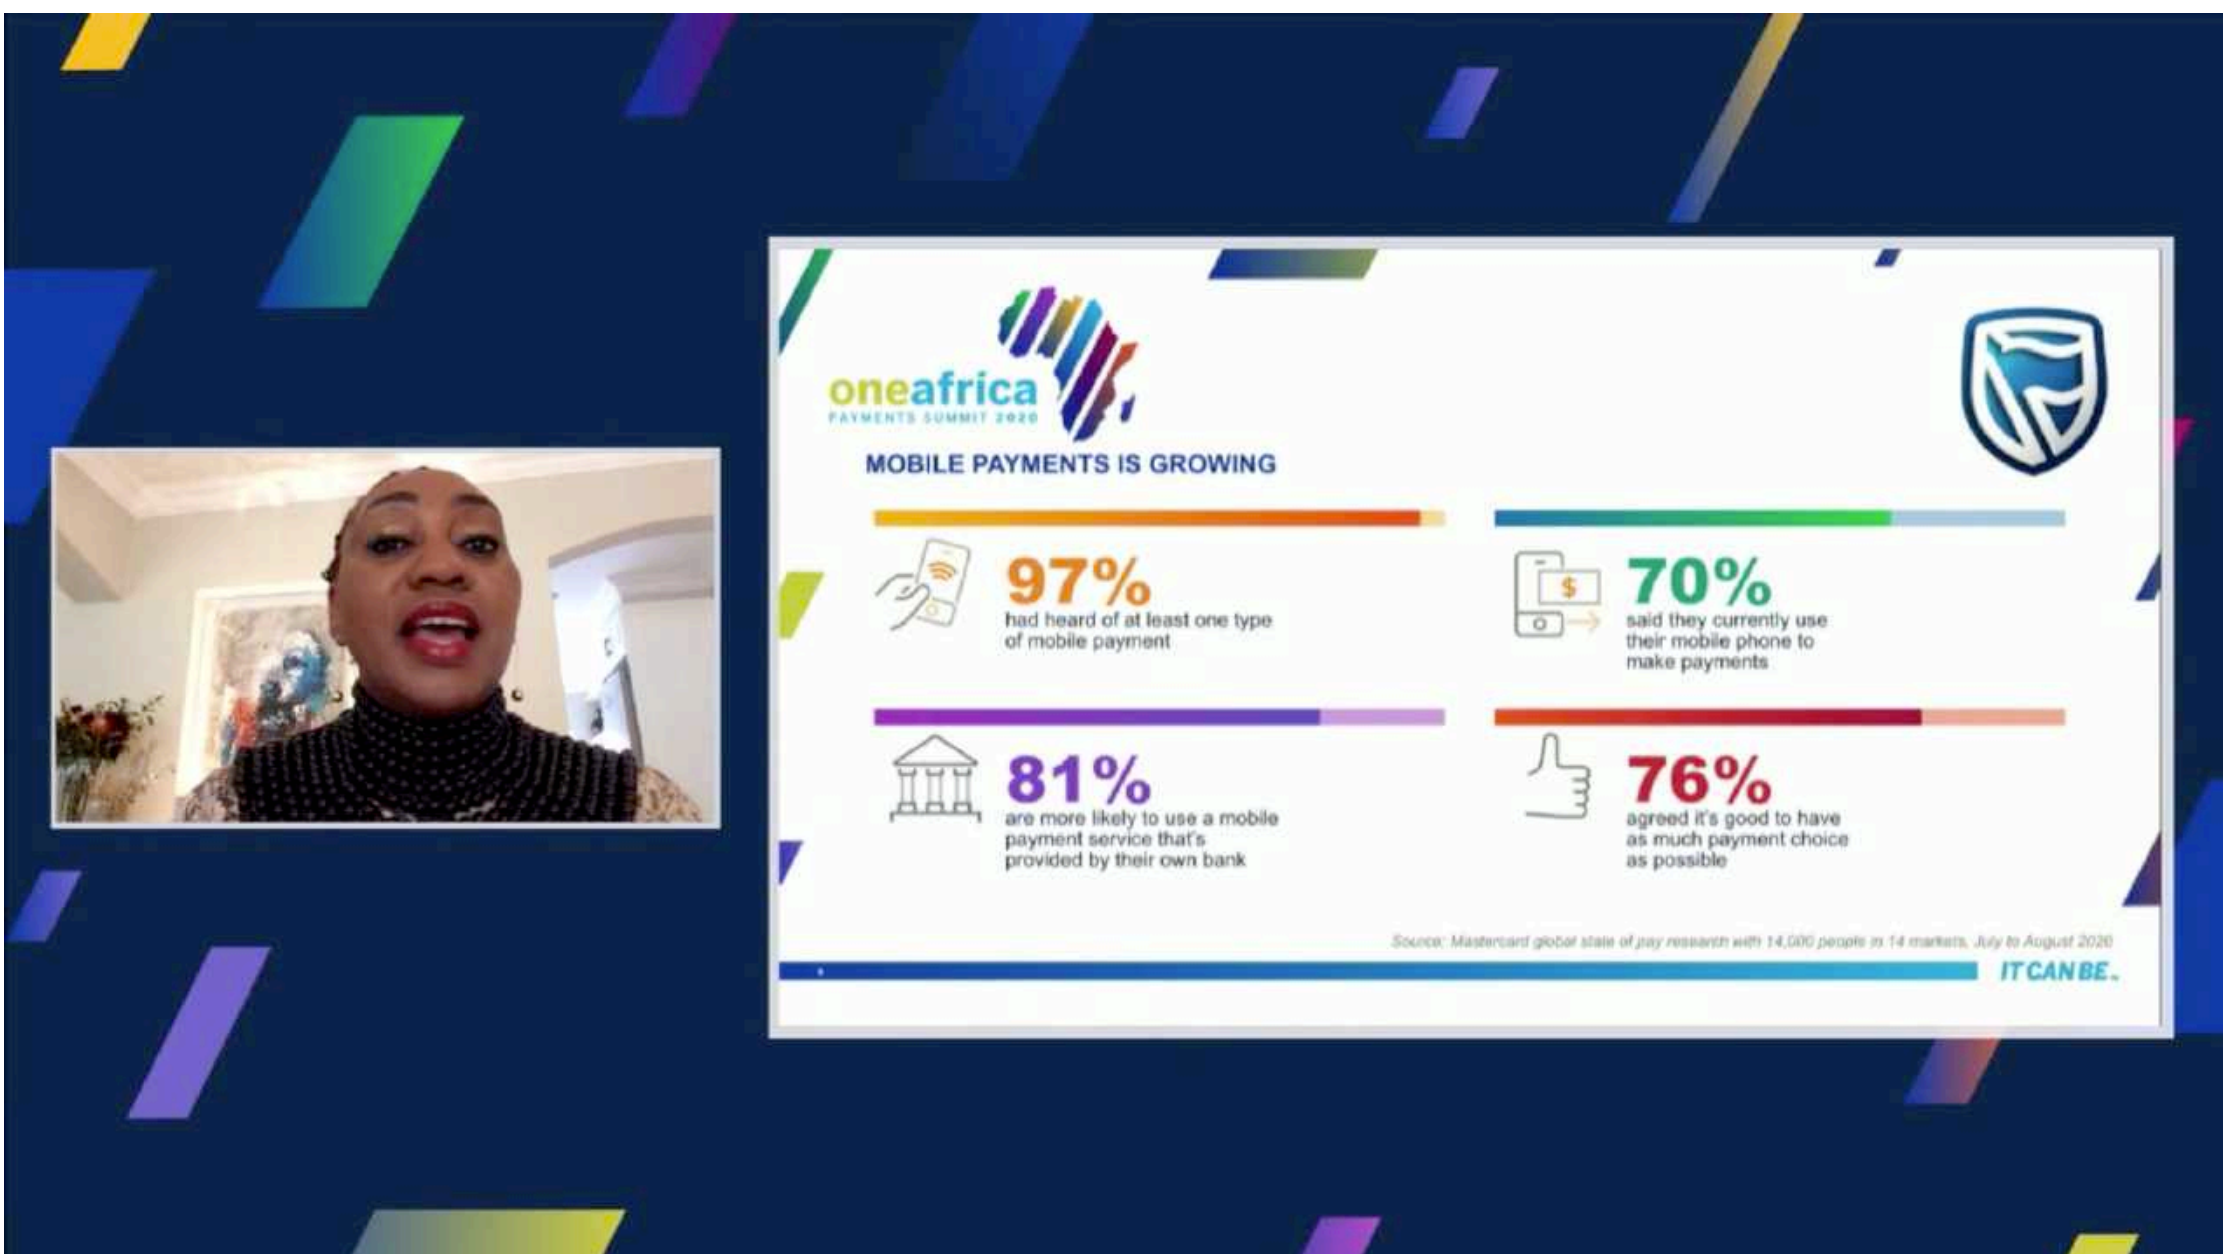 oneafrica
PAYMENTS SUMMIT 2020
MOBILE PAYMENTS IS GROWING
97%
had heard of at least one type
of mobile payment
70%
said they currently use
their mobile phone to
make payments
81%
are more likely to use a mobile
payment service that's
provided by their own bank
76%
agreed it's good to have
as much payment choice
as possible
$
Source: Mastercard global state of pay research with 14,000 people in 14 markets, July to August 2020
IT CAN BE™